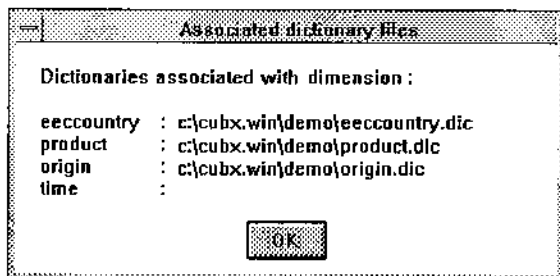 Associated dictionary files
Dictionaries associated with dimension :
eeccountry : c:\cubx.win\demo\eeccountry.dic
product : c:\cubx.win\demo\product.dic
origin : c:\cubx.win\demo\origin.dic
time :
OK